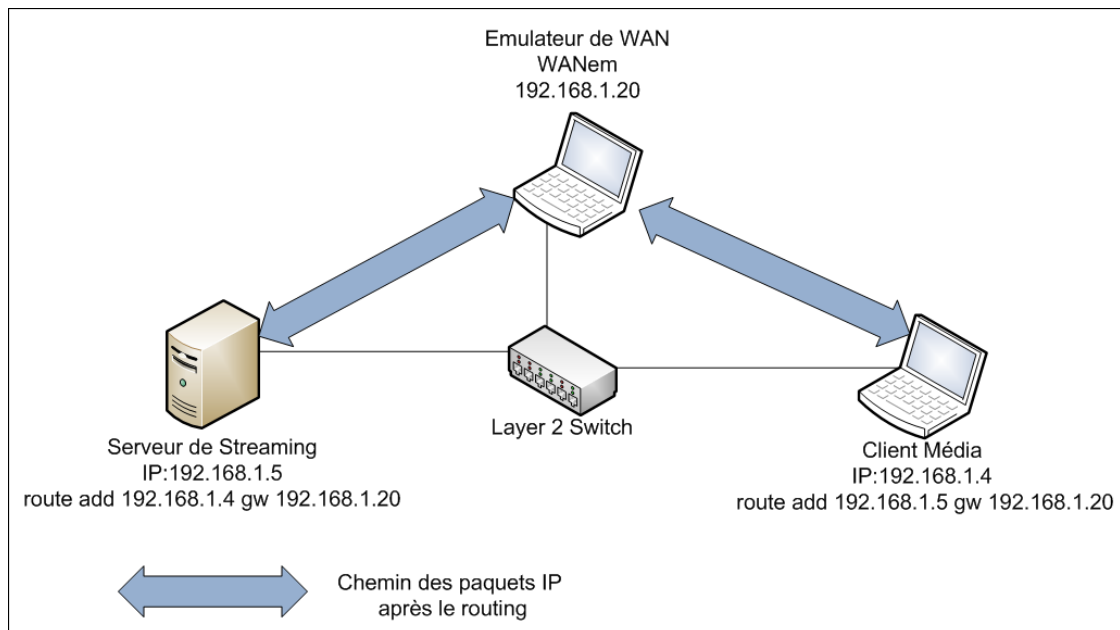 Emulateur de WAN
WANem
192.168.1.20
Layer 2 Switch
Serveur de Streaming
IP:192.168.1.5
route add 192.168.1.4 gw 192.168.1.20
Client Média
IP:192.168.1.4
route add 192.168.1.5 gw 192.168.1.20
Chemin des paquets IP
après le routing